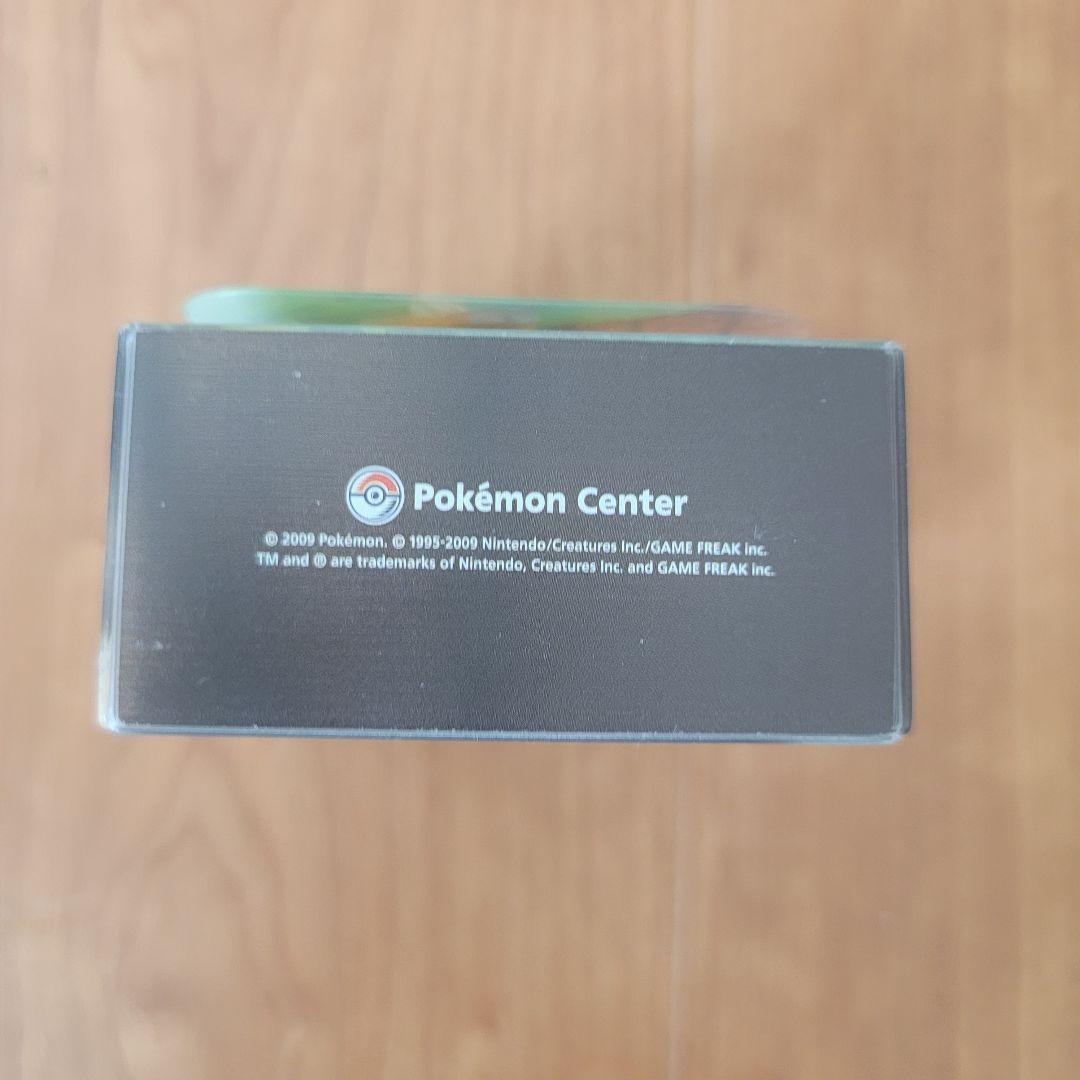 Pokémon Center
© 2009 Pokémon. © 1995-2009 Nintendo/Creatures Inc./GAME FREAK inc.
TM and ® are trademarks of Nintendo, Creatures Inc. and GAME FREAK inc.